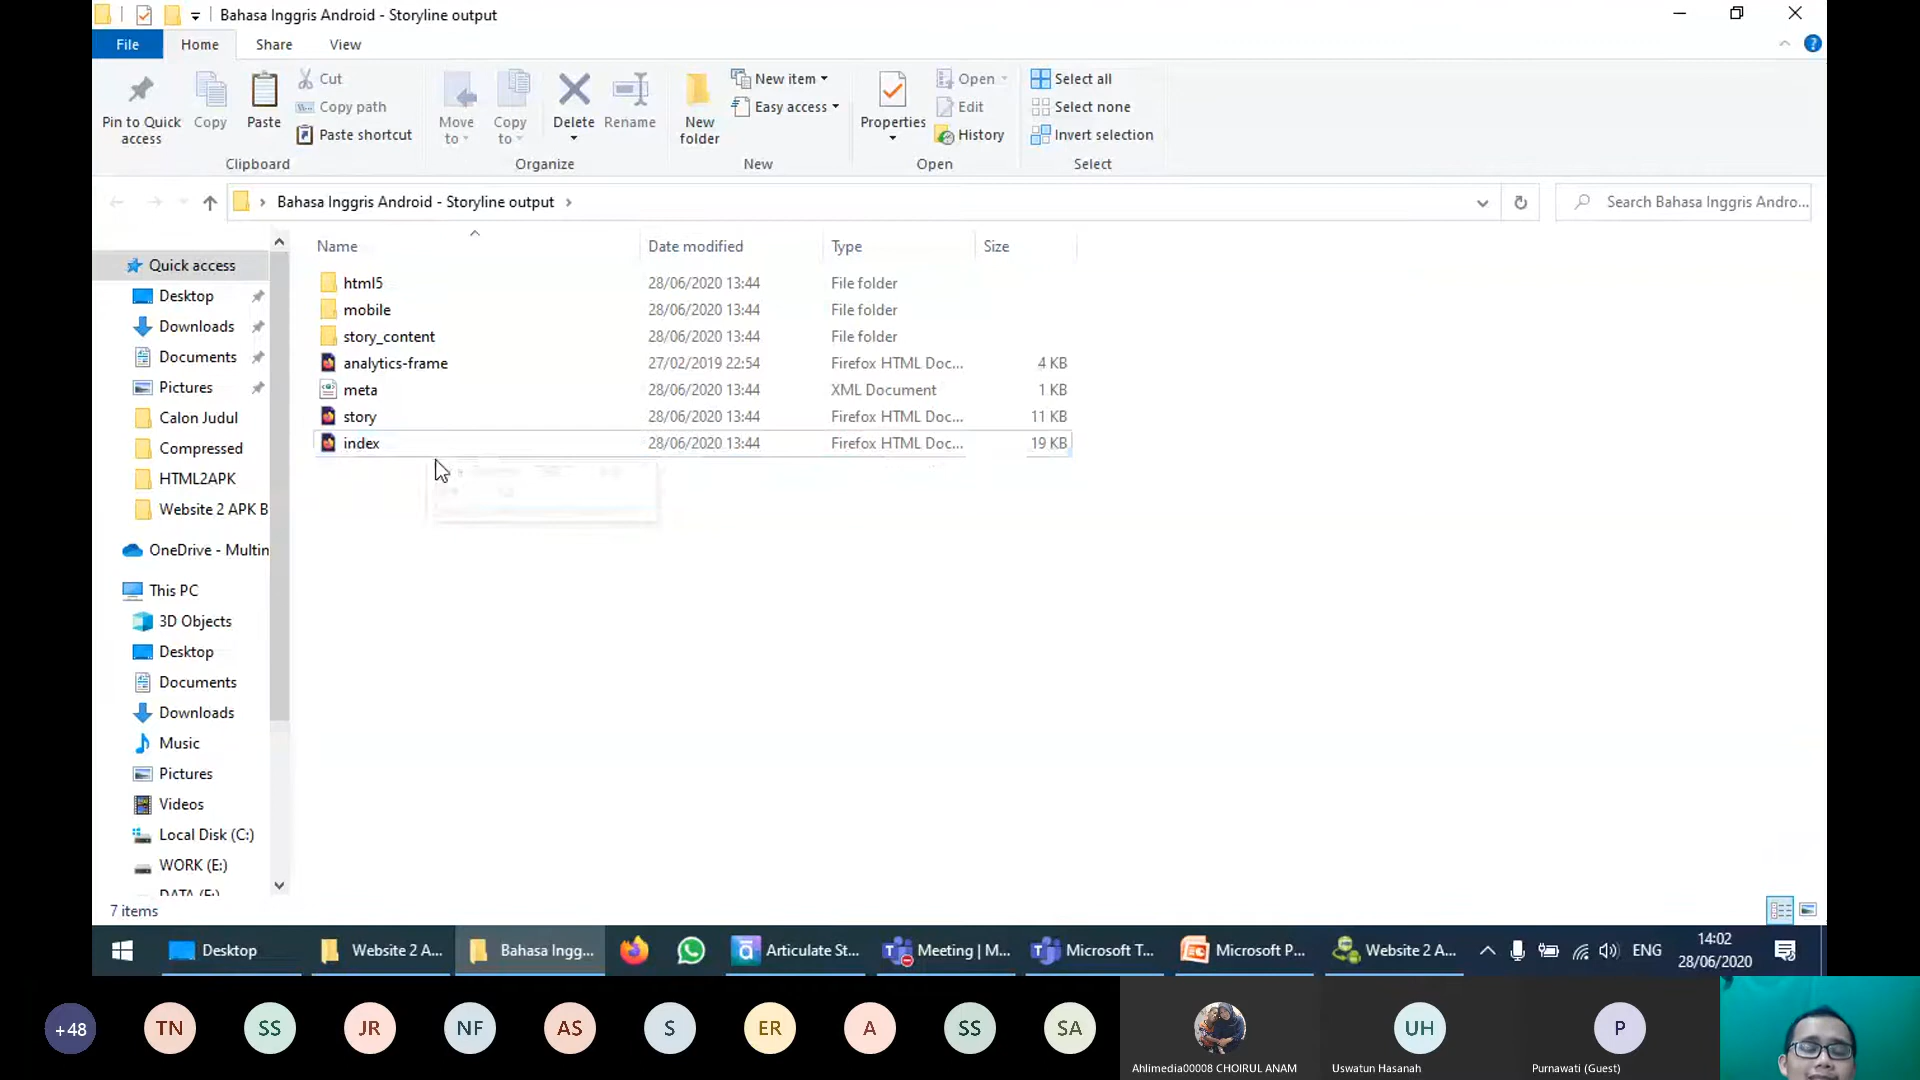 Bahasa Inggris Android - Storyline output
File
Home
Share
View
Pin to Quick access
Copy
Paste
Cut
Copy path
Paste shortcut
Clipboard
Move to
Copy to
Delete
Rename
Organize
New folder
New item
Easy access
New
Properties
Open
Edit
History
Open
Select all
Select none
Invert selection
Select
Bahasa Inggris Android - Storyline output
Search Bahasa Inggris Andro...
Name Date modified Type Size
html5 28/06/2020 13:44 File folder
mobile 28/06/2020 13:44 File folder
story_content 28/06/2020 13:44 File folder
analytics-frame 27/02/2019 22:54 Firefox HTML Doc... 4 KB
meta 28/06/2020 13:44 XML Document 1 KB
story 28/06/2020 13:44 Firefox HTML Doc... 11 KB
index 28/06/2020 13:44 Firefox HTML Doc... 19 KB
Quick access
Desktop
Downloads
Documents
Pictures
Calon Judul
Compressed
HTML2APK
Website 2 APK B
OneDrive - Multin
This PC
3D Objects
Desktop
Documents
Downloads
Music
Pictures
Videos
Local Disk (C:)
WORK (E:)
DATA (F:)
7 items
Desktop
Website 2 A...
Bahasa Ingg...
Articulate St...
Meeting | M...
Microsoft T...
Microsoft P...
Website 2 A...
ENG
14:02
28/06/2020
+48
TN
SS
JR
NF
AS
S
ER
A
SS
SA
UH
P
Ahlimedia00008 CHOIRUL ANAM
Uswatun Hasanah
Purnawati (Guest)